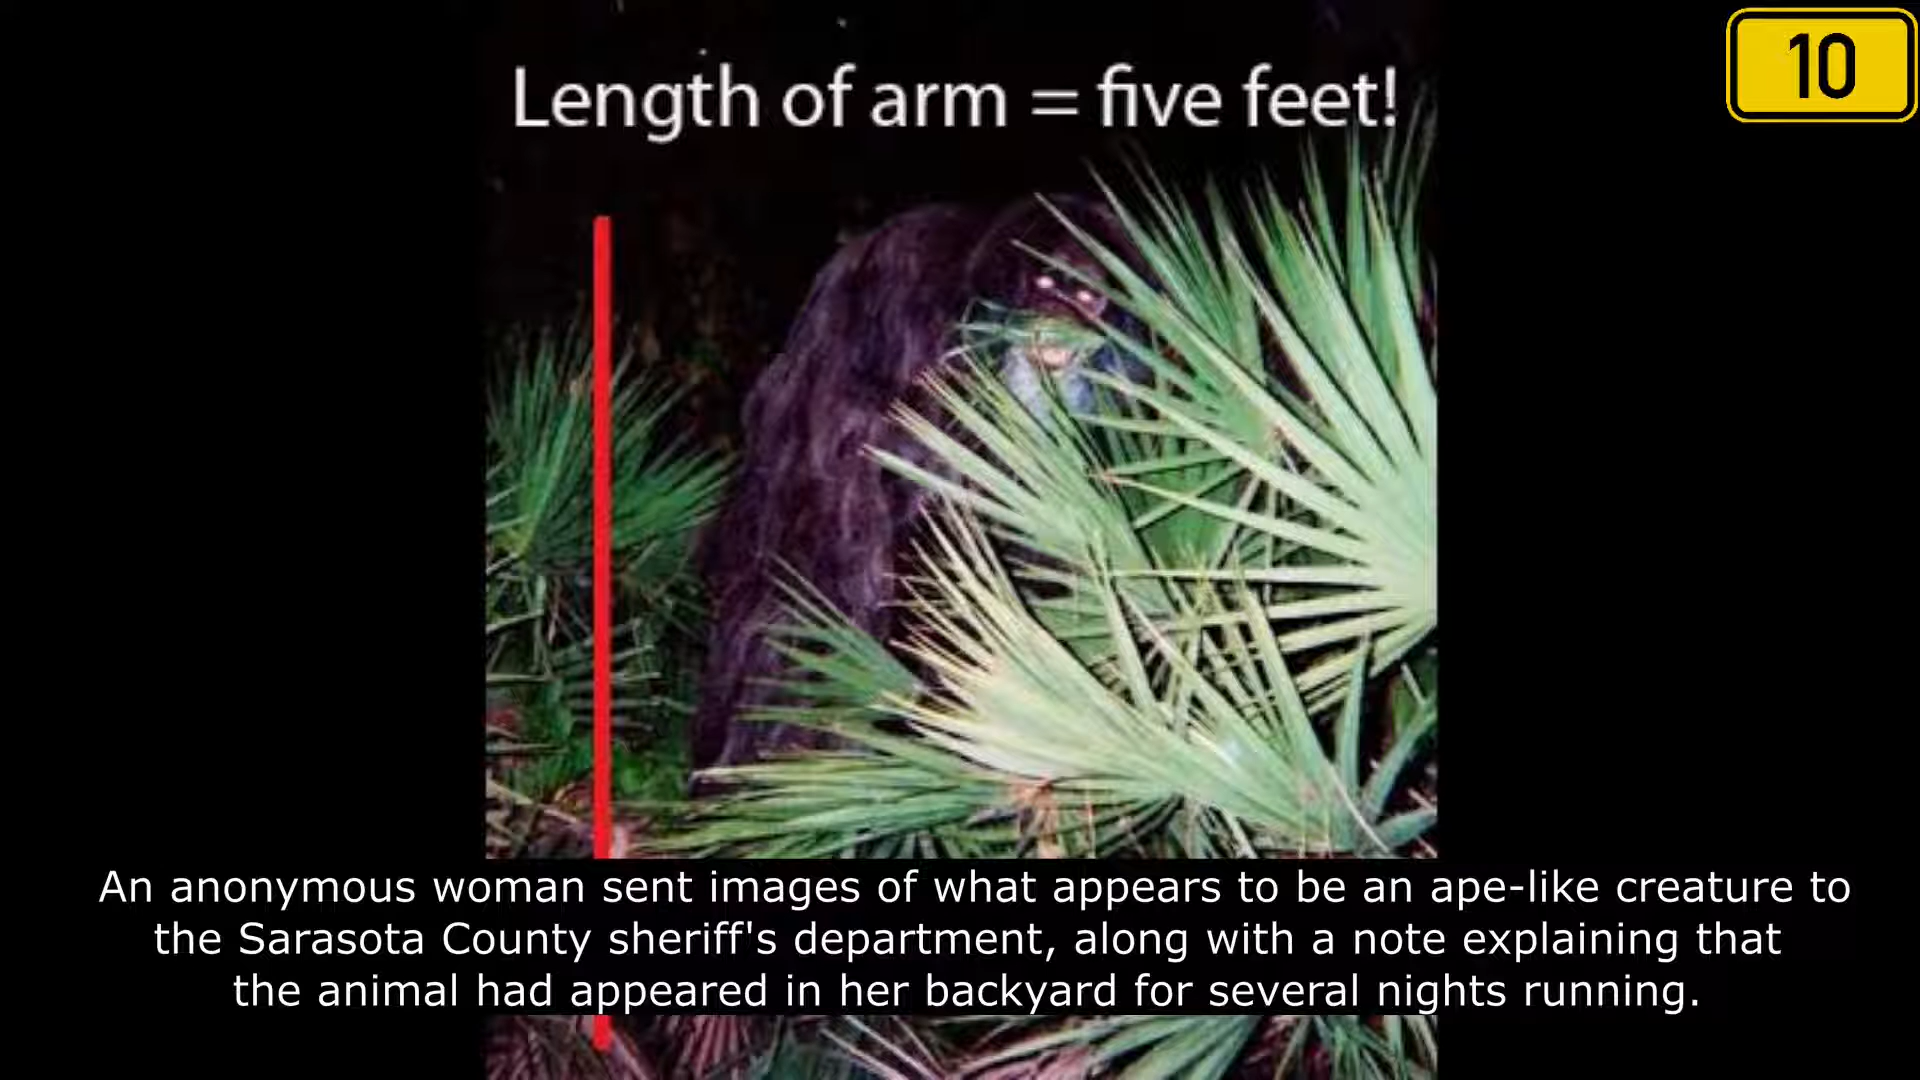 10
Length of arm = five feet!
An anonymous woman sent images of what appears to be an ape-like creature to
the Sarasota County sheriff's department, along with a note explaining that
the animal had appeared in her backyard for several nights running.